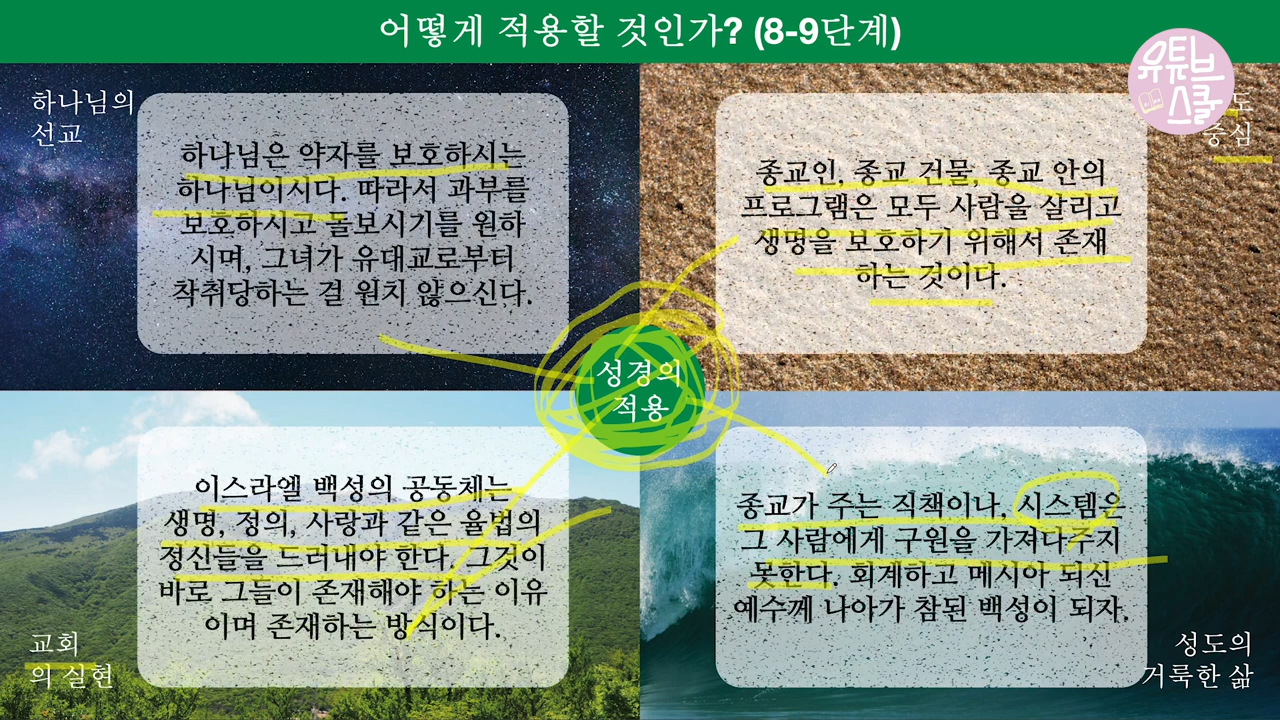 어떻게 적용할 것인가? (8-9단계)
유튜브
스쿨
하나님의
선교
하나님은 약자를 보호하시는
하나님이시다. 따라서 과부를
보호하시고 돌보시기를 원하
시며, 그녀가 유대교로부터
착취당하는 걸 원치 않으신다.
도
중심
종교인, 종교 건물, 종교 안의
프로그램은 모두 사람을 살리고
생명을 보호하기 위해서 존재
하는 것이다.
성경의
적용
이스라엘 백성의 공동체는
생명, 정의, 사랑과 같은 율법의
정신들을 드러내야 한다. 그것이
바로 그들이 존재해야 하는 이유
이며 존재하는 방식이다.
교회
의 실현
종교가 주는 직책이나, 시스템은
그 사람에게 구원을 가져다주지
못한다. 회계하고 메시아 되신
예수께 나아가 참된 백성이 되자.
성도의
거룩한 삶